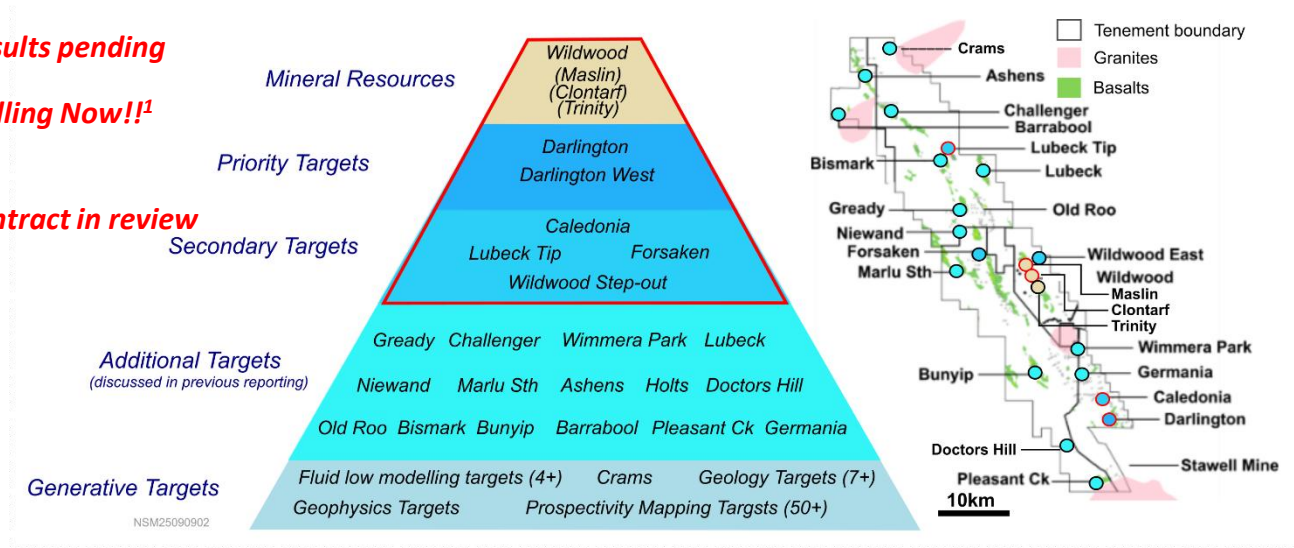 sults pending
lling Now!!1
ntract in review
Mineral Resources
Wildwood
(Maslin)
(Clontarf)
(Trinity)
Priority Targets
Darlington
Darlington West
Secondary Targets
Caledonia
Lubeck Tip Forsaken
Wildwood Step-out
Additional Targets
(discussed in previous reporting)
Gready Challenger Wimmera Park Lubeck
Niewand Marlu Sth Ashens Holts Doctors Hill
Old Roo Bismark Bunyip Barrabool Pleasant Ck Germania
Generative Targets
Fluid low modelling targets (4+) Crams Geology Targets (7+)
Geophysics Targets Prospectivity Mapping Targsts (50+)
NSM25090902
Tenement boundary
Granites
Basalts
Crams
Ashens
Challenger
Barrabool
Lubeck Tip
Bismark
Lubeck
Gready
Old Roo
Niewand
Forsaken
Wildwood East
Marlu Sth
Wildwood
Maslin
Clontarf
Trinity
Wimmera Park
Bunyip
Germania
Caledonia
Darlington
Doctors Hill
Stawell Mine
Pleasant Ck
10km